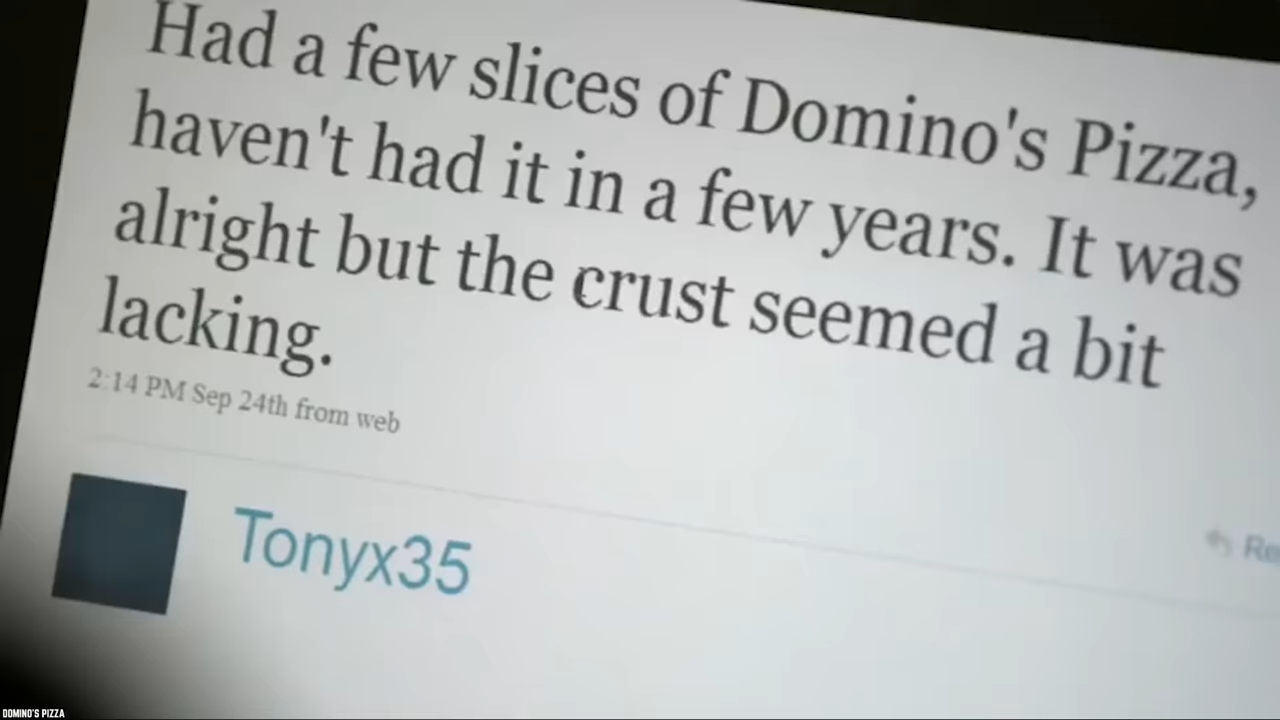 Had a few slices of Domino's Pizza,
haven't had it in a few years. It was
alright but the crust seemed a bit
lacking.
2:14 PM Sep 24th from web
Tonyx35
Re
DOMINO'S PIZZA